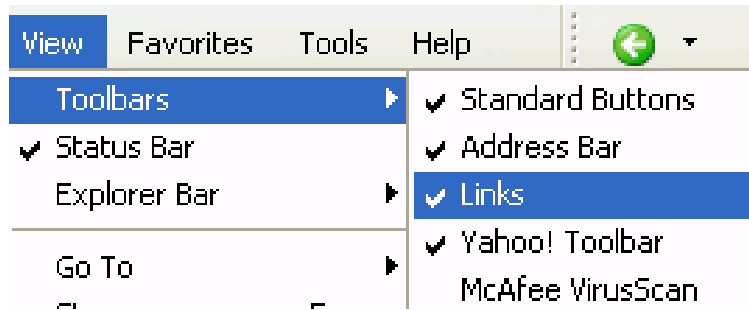 View Favorites Tools Help
Toolbars
Status Bar
Explorer Bar
Go To
Standard Buttons
Address Bar
Links
Yahoo! Toolbar
McAfee VirusScan